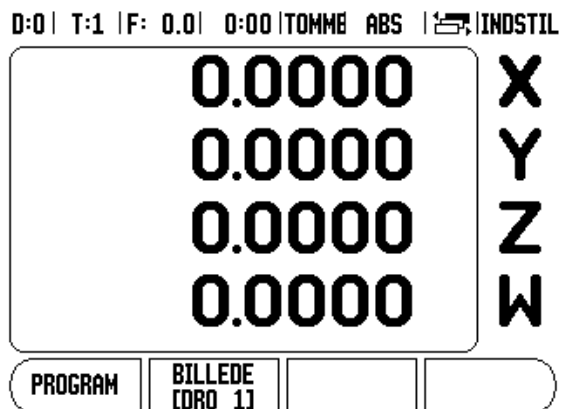 D:0 | T:1 | F: 0.0 | 0:00 | TOMME ABS | INDSTIL
0.0000 X
0.0000 Y
0.0000 Z
0.0000 W
PROGRAM
BILLEDE
[DRO 1]